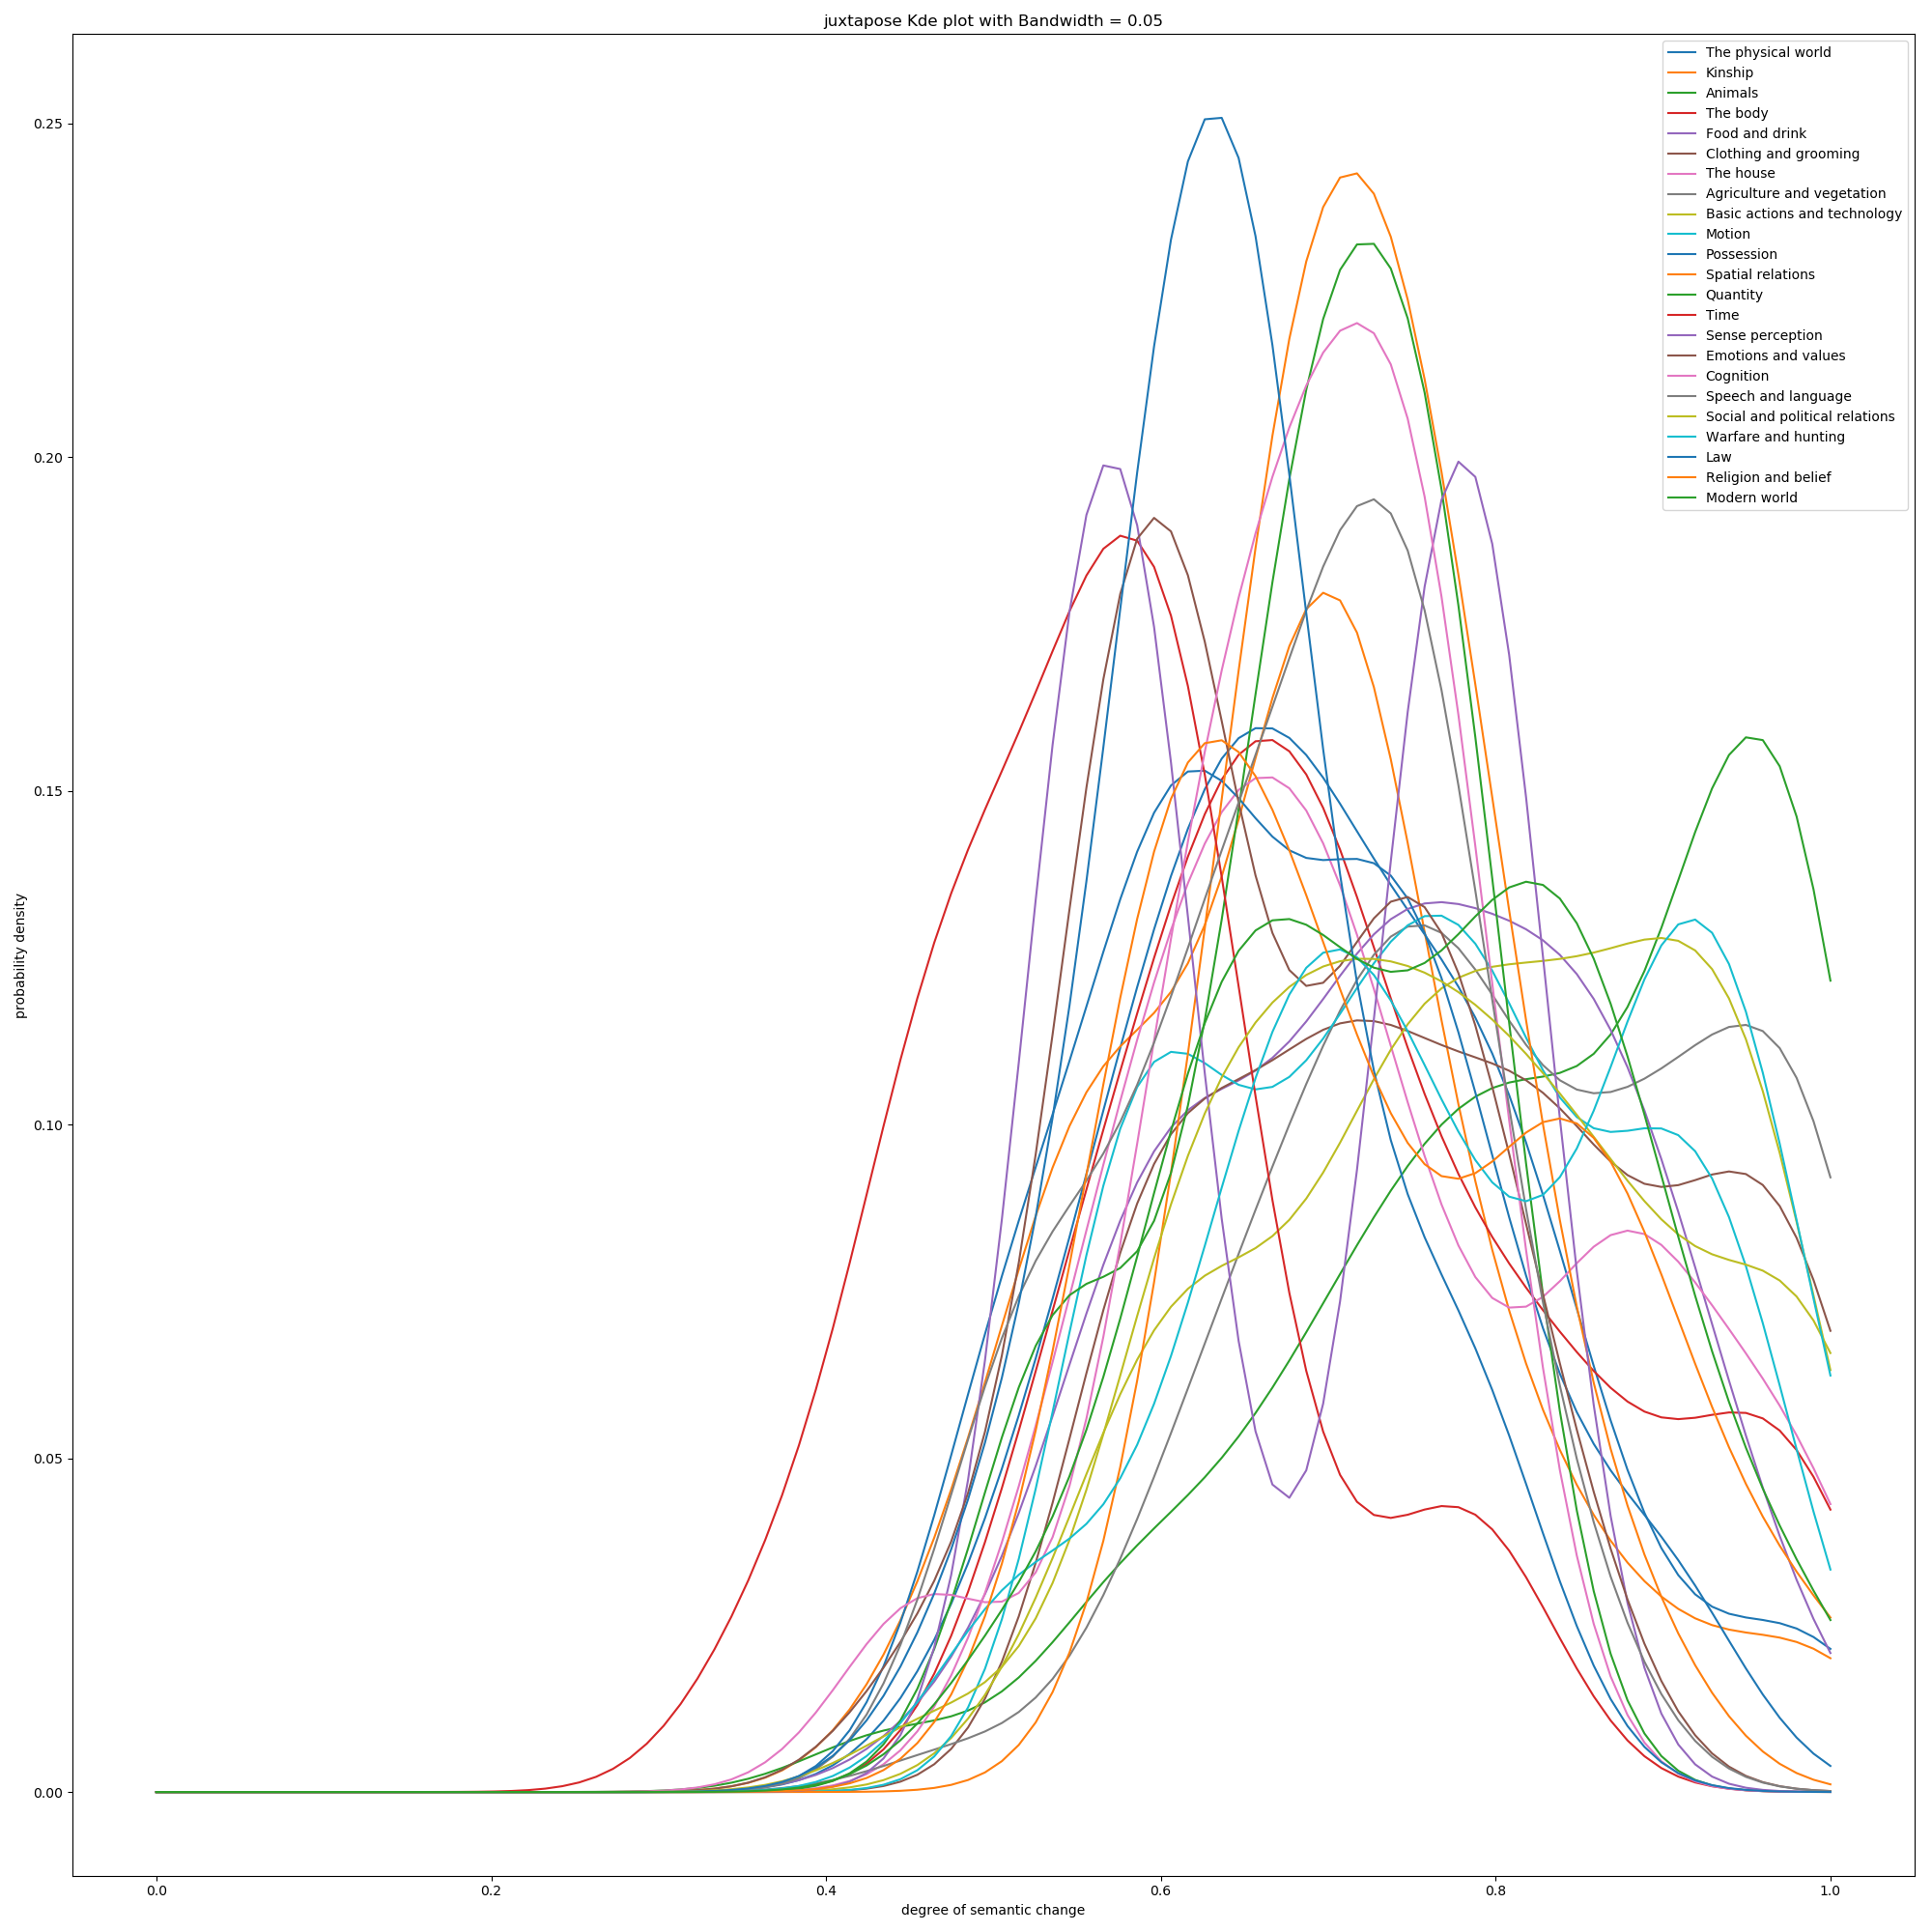 juxtapose Kde plot with Bandwidth = 0.05
The physical world
Kinship
Animals
The body
Food and drink
Clothing and grooming
The house
Agriculture and vegetation
Basic actions and technology
Motion
Possession
Spatial relations
Quantity
Time
Sense perception
Emotions and values
Cognition
Speech and language
Social and political relations
Warfare and hunting
Law
Religion and belief
Modern world
0.25
0.20
0.15
0.10
0.05
0.00
probability density
0.0 0.2 0.4 0.6 0.8 1.0
degree of semantic change